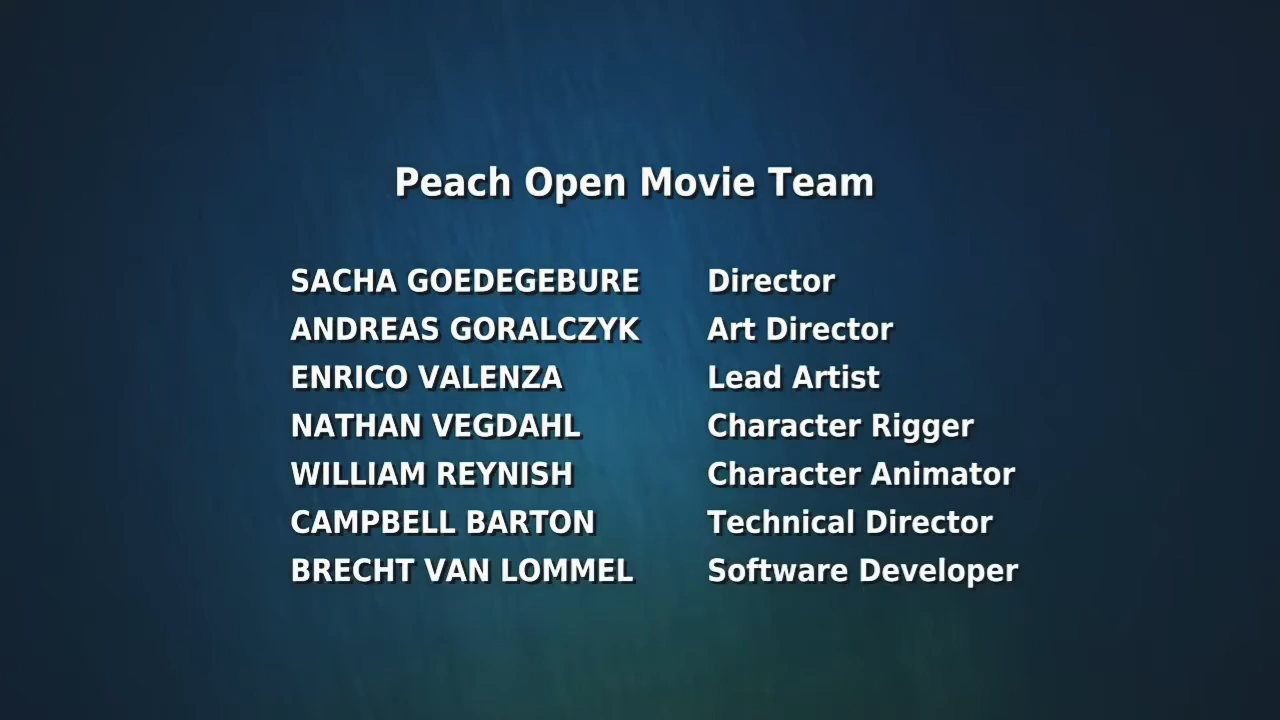 Peach Open Movie Team
SACHA GOEDEGEBURE Director
ANDREAS GORALCZYK Art Director
ENRICO VALENZA Lead Artist
NATHAN VEGDAHL Character Rigger
WILLIAM REYNISH Character Animator
CAMPBELL BARTON Technical Director
BRECHT VAN LOMMEL Software Developer